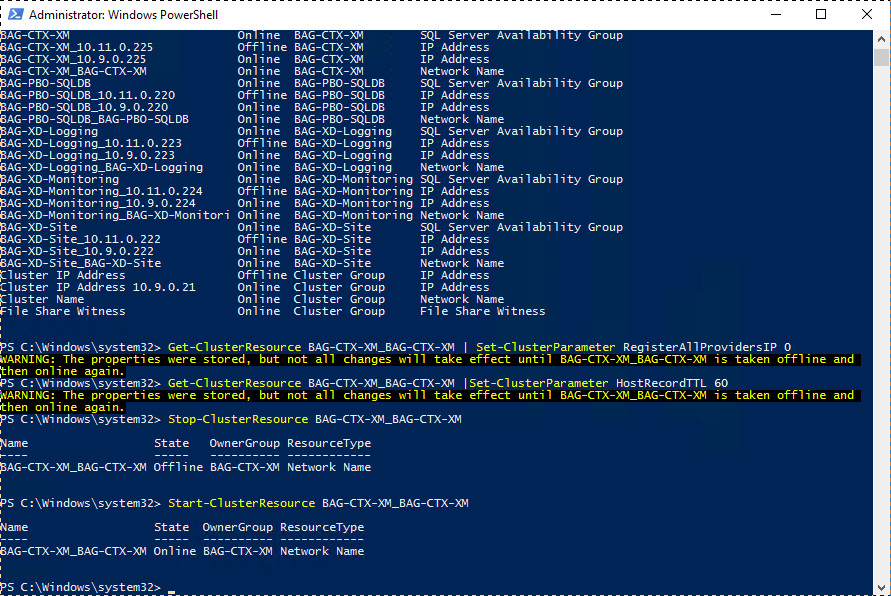 Administrator: Windows PowerShell
BAG-CTX-XM Online BAG-CTX-XM SQL Server Availability Group
BAG-CTX-XM_10.11.0.225 Offline BAG-CTX-XM IP Address
BAG-CTX-XM_10.9.0.225 Online BAG-CTX-XM IP Address
BAG-CTX-XM_BAG-CTX-XM Online BAG-CTX-XM Network Name
BAG-PBO-SQLDB Online BAG-PBO-SQLDB SQL Server Availability Group
BAG-PBO-SQLDB_10.11.0.220 Offline BAG-PBO-SQLDB IP Address
BAG-PBO-SQLDB_10.9.0.220 Online BAG-PBO-SQLDB IP Address
BAG-PBO-SQLDB_BAG-PBO-SQLDB Online BAG-PBO-SQLDB Network Name
BAG-XD-Logging Online BAG-XD-Logging SQL Server Availability Group
BAG-XD-Logging_10.11.0.223 Offline BAG-XD-Logging IP Address
BAG-XD-Logging_10.9.0.223 Online BAG-XD-Logging IP Address
BAG-XD-Logging_BAG-XD-Logging Online BAG-XD-Logging Network Name
BAG-XD-Monitoring Online BAG-XD-Monitoring SQL Server Availability Group
BAG-XD-Monitoring_10.11.0.224 Offline BAG-XD-Monitoring IP Address
BAG-XD-Monitoring_10.9.0.224 Online BAG-XD-Monitoring IP Address
BAG-XD-Monitoring_BAG-XD-Monitori Online BAG-XD-Monitoring Network Name
BAG-XD-Site Online BAG-XD-Site SQL Server Availability Group
BAG-XD-Site_10.11.0.222 Offline BAG-XD-Site IP Address
BAG-XD-Site_10.9.0.222 Online BAG-XD-Site IP Address
BAG-XD-Site_BAG-XD-Site Online BAG-XD-Site Network Name
Cluster IP Address Offline Cluster Group IP Address
Cluster IP Address 10.9.0.21 Online Cluster Group IP Address
Cluster Name Online Cluster Group Network Name
File Share Witness Online Cluster Group File Share Witness
PS C:\Windows\system32> Get-ClusterResource BAG-CTX-XM_BAG-CTX-XM | Set-ClusterParameter RegisterAllProvidersIP 0
WARNING: The properties were stored, but not all changes will take effect until BAG-CTX-XM_BAG-CTX-XM is taken offline and
then online again.
PS C:\Windows\system32> Get-ClusterResource BAG-CTX-XM_BAG-CTX-XM |Set-ClusterParameter HostRecordTTL 60
WARNING: The properties were stored, but not all changes will take effect until BAG-CTX-XM_BAG-CTX-XM is taken offline and
then online again.
PS C:\Windows\system32> Stop-ClusterResource BAG-CTX-XM_BAG-CTX-XM
Name State OwnerGroup ResourceType
---- ----- ---------- ------------
BAG-CTX-XM_BAG-CTX-XM Offline BAG-CTX-XM Network Name
PS C:\Windows\system32> Start-ClusterResource BAG-CTX-XM_BAG-CTX-XM
Name State OwnerGroup ResourceType
---- ----- ---------- ------------
BAG-CTX-XM_BAG-CTX-XM Online BAG-CTX-XM Network Name
PS C:\Windows\system32> _